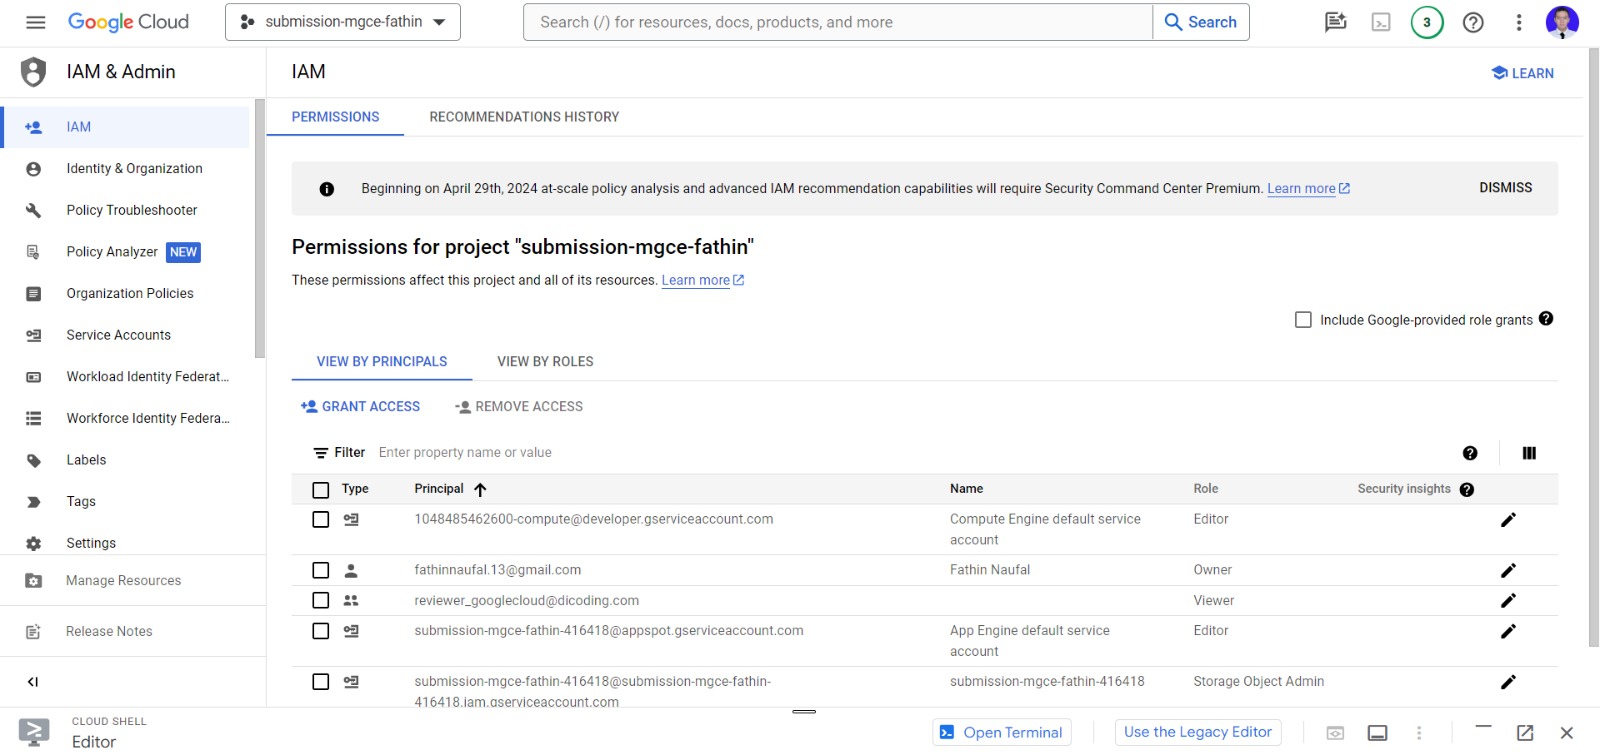 Google Cloud
submission-mgce-fathin
Search (/) for resources, docs, products, and more
Search
3
IAM & Admin
IAM
LEARN
IAM
Identity & Organization
Policy Troubleshooter
Policy Analyzer NEW
Organization Policies
Service Accounts
Workload Identity Federat...
Workforce Identity Federa...
Labels
Tags
Settings
Manage Resources
Release Notes
PERMISSIONS
RECOMMENDATIONS HISTORY
Beginning on April 29th, 2024 at-scale policy analysis and advanced IAM recommendation capabilities will require Security Command Center Premium. Learn more
DISMISS
Permissions for project "submission-mgce-fathin"
These permissions affect this project and all of its resources. Learn more
Include Google-provided role grants
VIEW BY PRINCIPALS
VIEW BY ROLES
GRANT ACCESS
REMOVE ACCESS
Filter Enter property name or value
Type Principal Name Role Security insights
1048485462600-compute@developer.gserviceaccount.com Compute Engine default service Editor
account
fathinnaufal.13@gmail.com Fathin Naufal Owner
reviewer_googlecloud@dicoding.com Viewer
submission-mgce-fathin-416418@appspot.gserviceaccount.com App Engine default service Editor
account
submission-mgce-fathin-416418@submission-mgce-fathin- submission-mgce-fathin-416418 Storage Object Admin
416418.iam.gserviceaccount.com
CLOUD SHELL
Editor
Open Terminal
Use the Legacy Editor